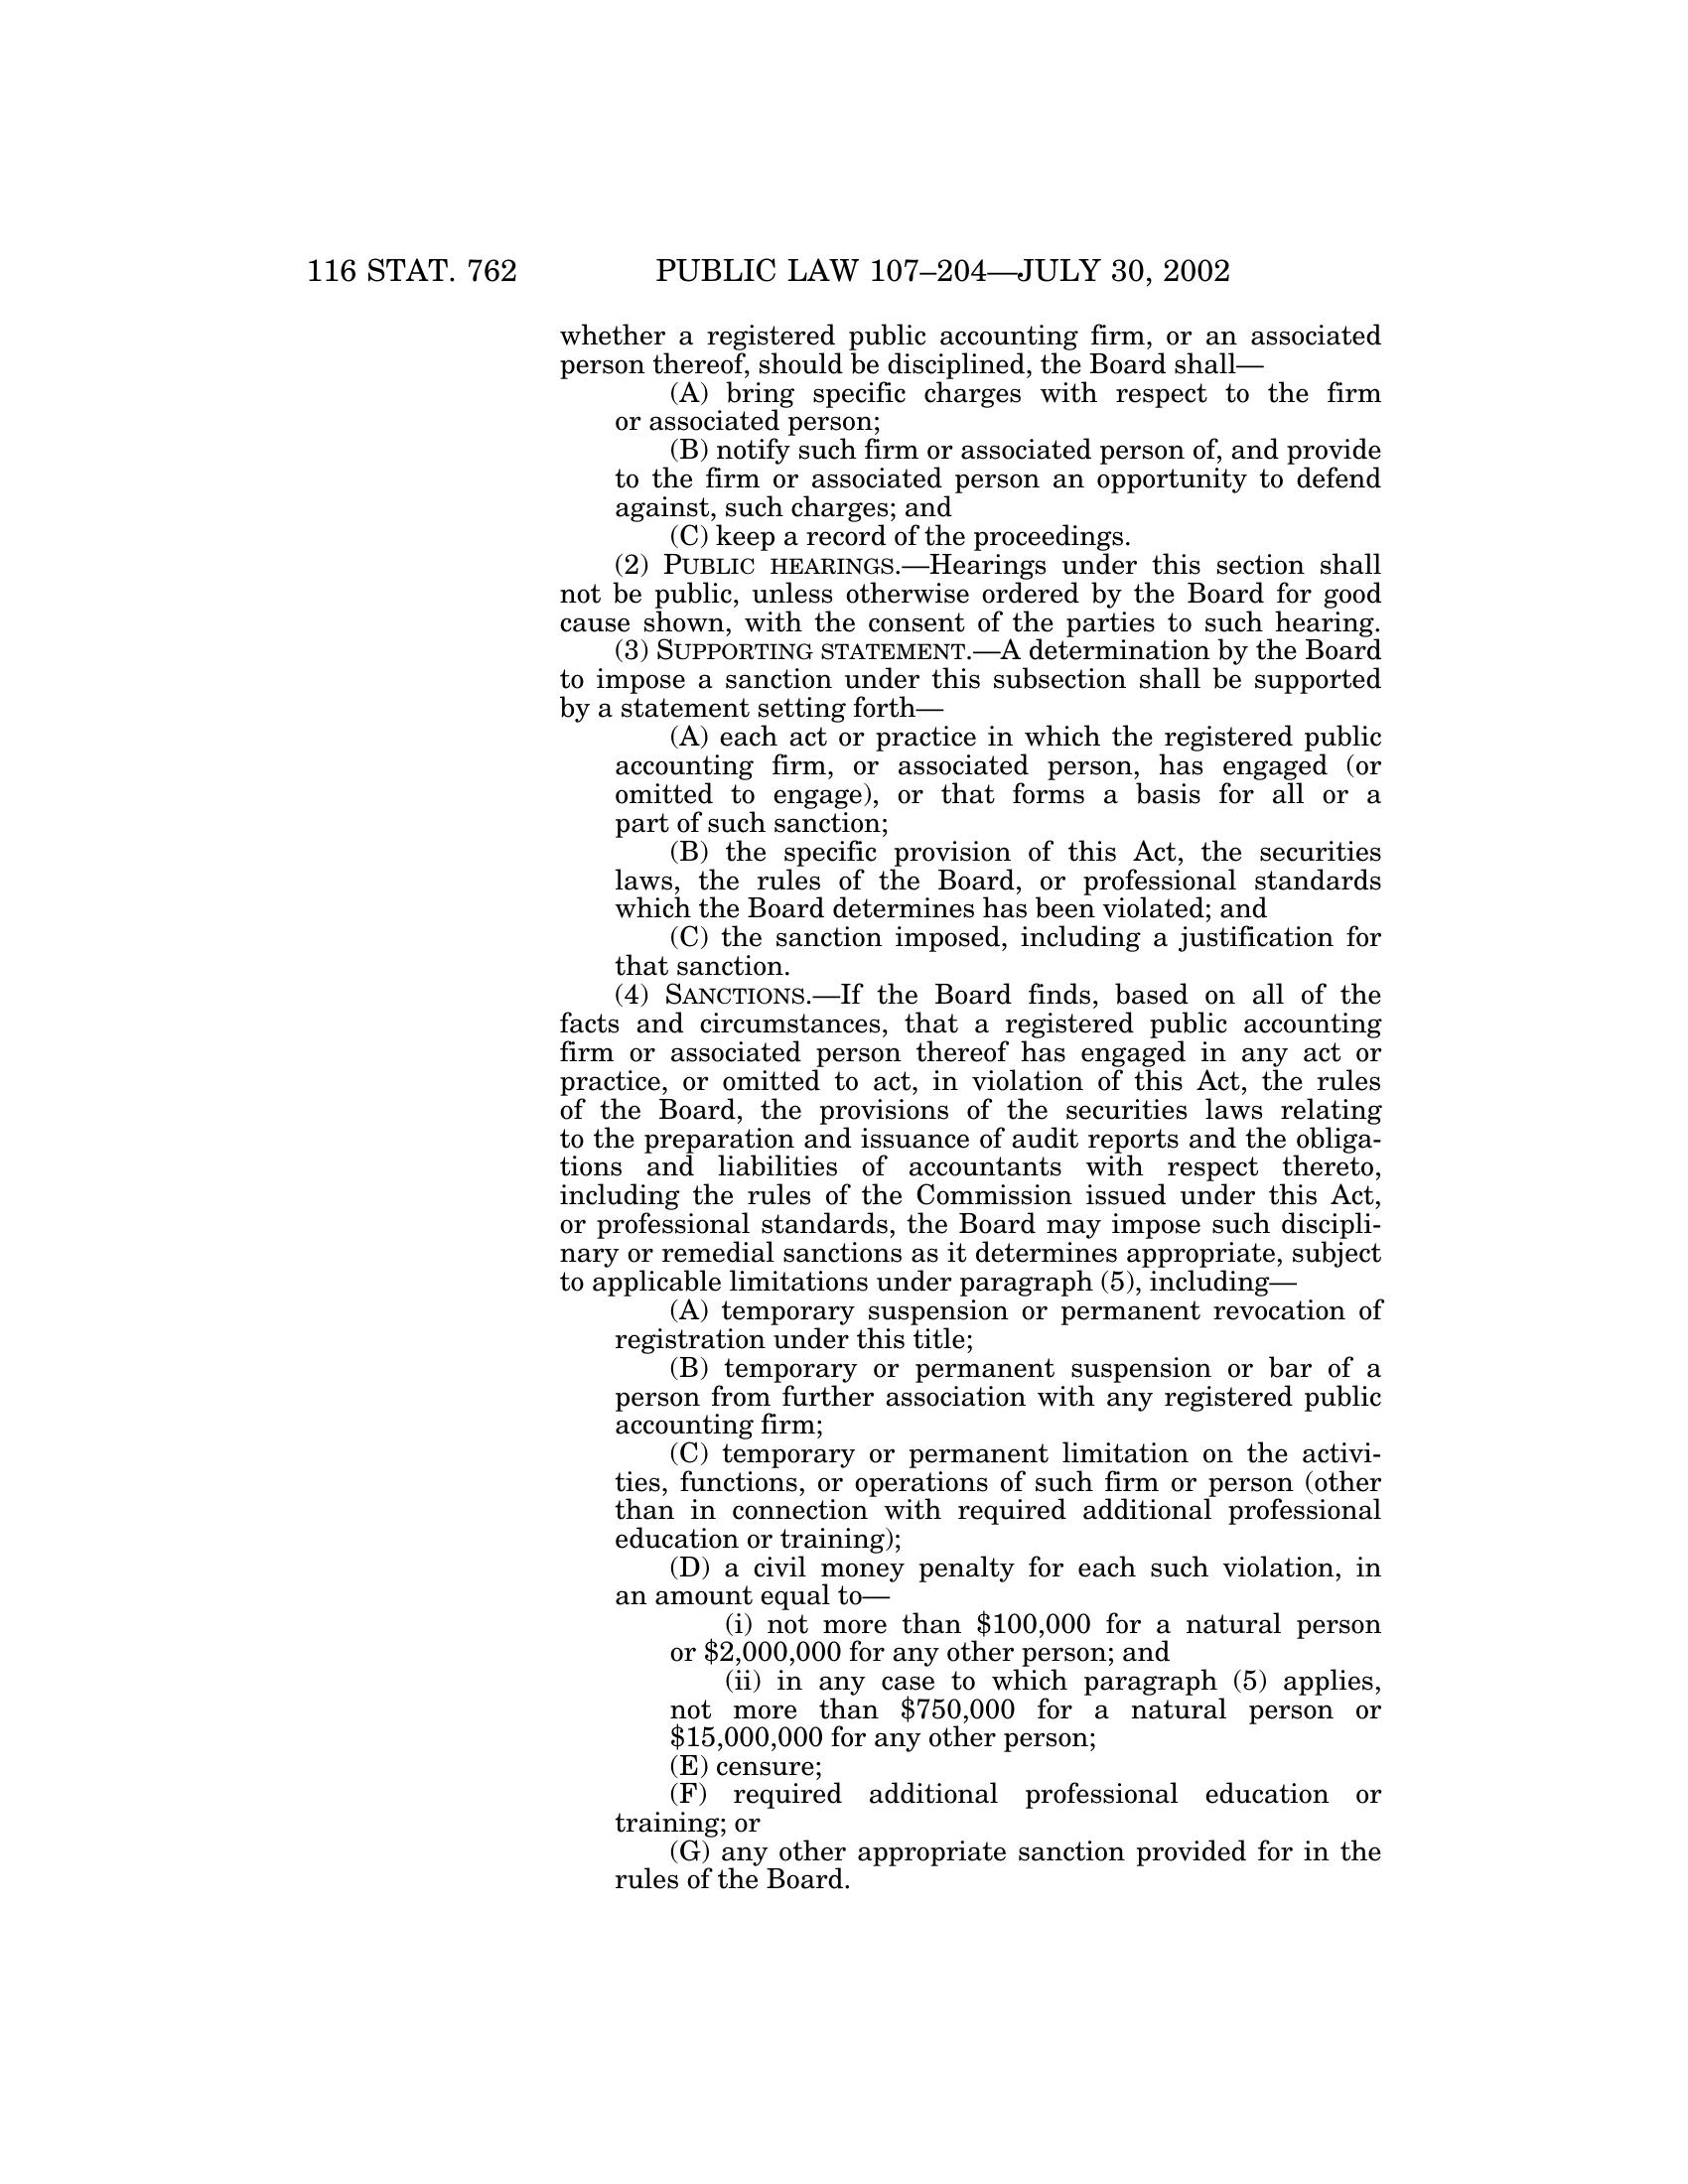 116 STAT. 762 PUBLIC LAW 107–204—JULY 30, 2002
whether a registered public accounting firm, or an associated
person thereof, should be disciplined, the Board shall—
(A) bring specific charges with respect to the firm
or associated person;
(B) notify such firm or associated person of, and provide
to the firm or associated person an opportunity to defend
against, such charges; and
(C) keep a record of the proceedings.
(2) PUBLIC HEARINGS.—Hearings under this section shall
not be public, unless otherwise ordered by the Board for good
cause shown, with the consent of the parties to such hearing.
(3) SUPPORTING STATEMENT.—A determination by the Board
to impose a sanction under this subsection shall be supported
by a statement setting forth—
(A) each act or practice in which the registered public
accounting firm, or associated person, has engaged (or
omitted to engage), or that forms a basis for all or a
part of such sanction;
(B) the specific provision of this Act, the securities
laws, the rules of the Board, or professional standards
which the Board determines has been violated; and
(C) the sanction imposed, including a justification for
that sanction.
(4) SANCTIONS.—If the Board finds, based on all of the
facts and circumstances, that a registered public accounting
firm or associated person thereof has engaged in any act or
practice, or omitted to act, in violation of this Act, the rules
of the Board, the provisions of the securities laws relating
to the preparation and issuance of audit reports and the obliga-
tions and liabilities of accountants with respect thereto,
including the rules of the Commission issued under this Act,
or professional standards, the Board may impose such discipli-
nary or remedial sanctions as it determines appropriate, subject
to applicable limitations under paragraph (5), including—
(A) temporary suspension or permanent revocation of
registration under this title;
(B) temporary or permanent suspension or bar of a
person from further association with any registered public
accounting firm;
(C) temporary or permanent limitation on the activi-
ties, functions, or operations of such firm or person (other
than in connection with required additional professional
education or training);
(D) a civil money penalty for each such violation, in
an amount equal to—
(i) not more than $100,000 for a natural person
or $2,000,000 for any other person; and
(ii) in any case to which paragraph (5) applies,
not more than $750,000 for a natural person or
$15,000,000 for any other person;
(E) censure;
(F) required additional professional education or
training; or
(G) any other appropriate sanction provided for in the
rules of the Board.